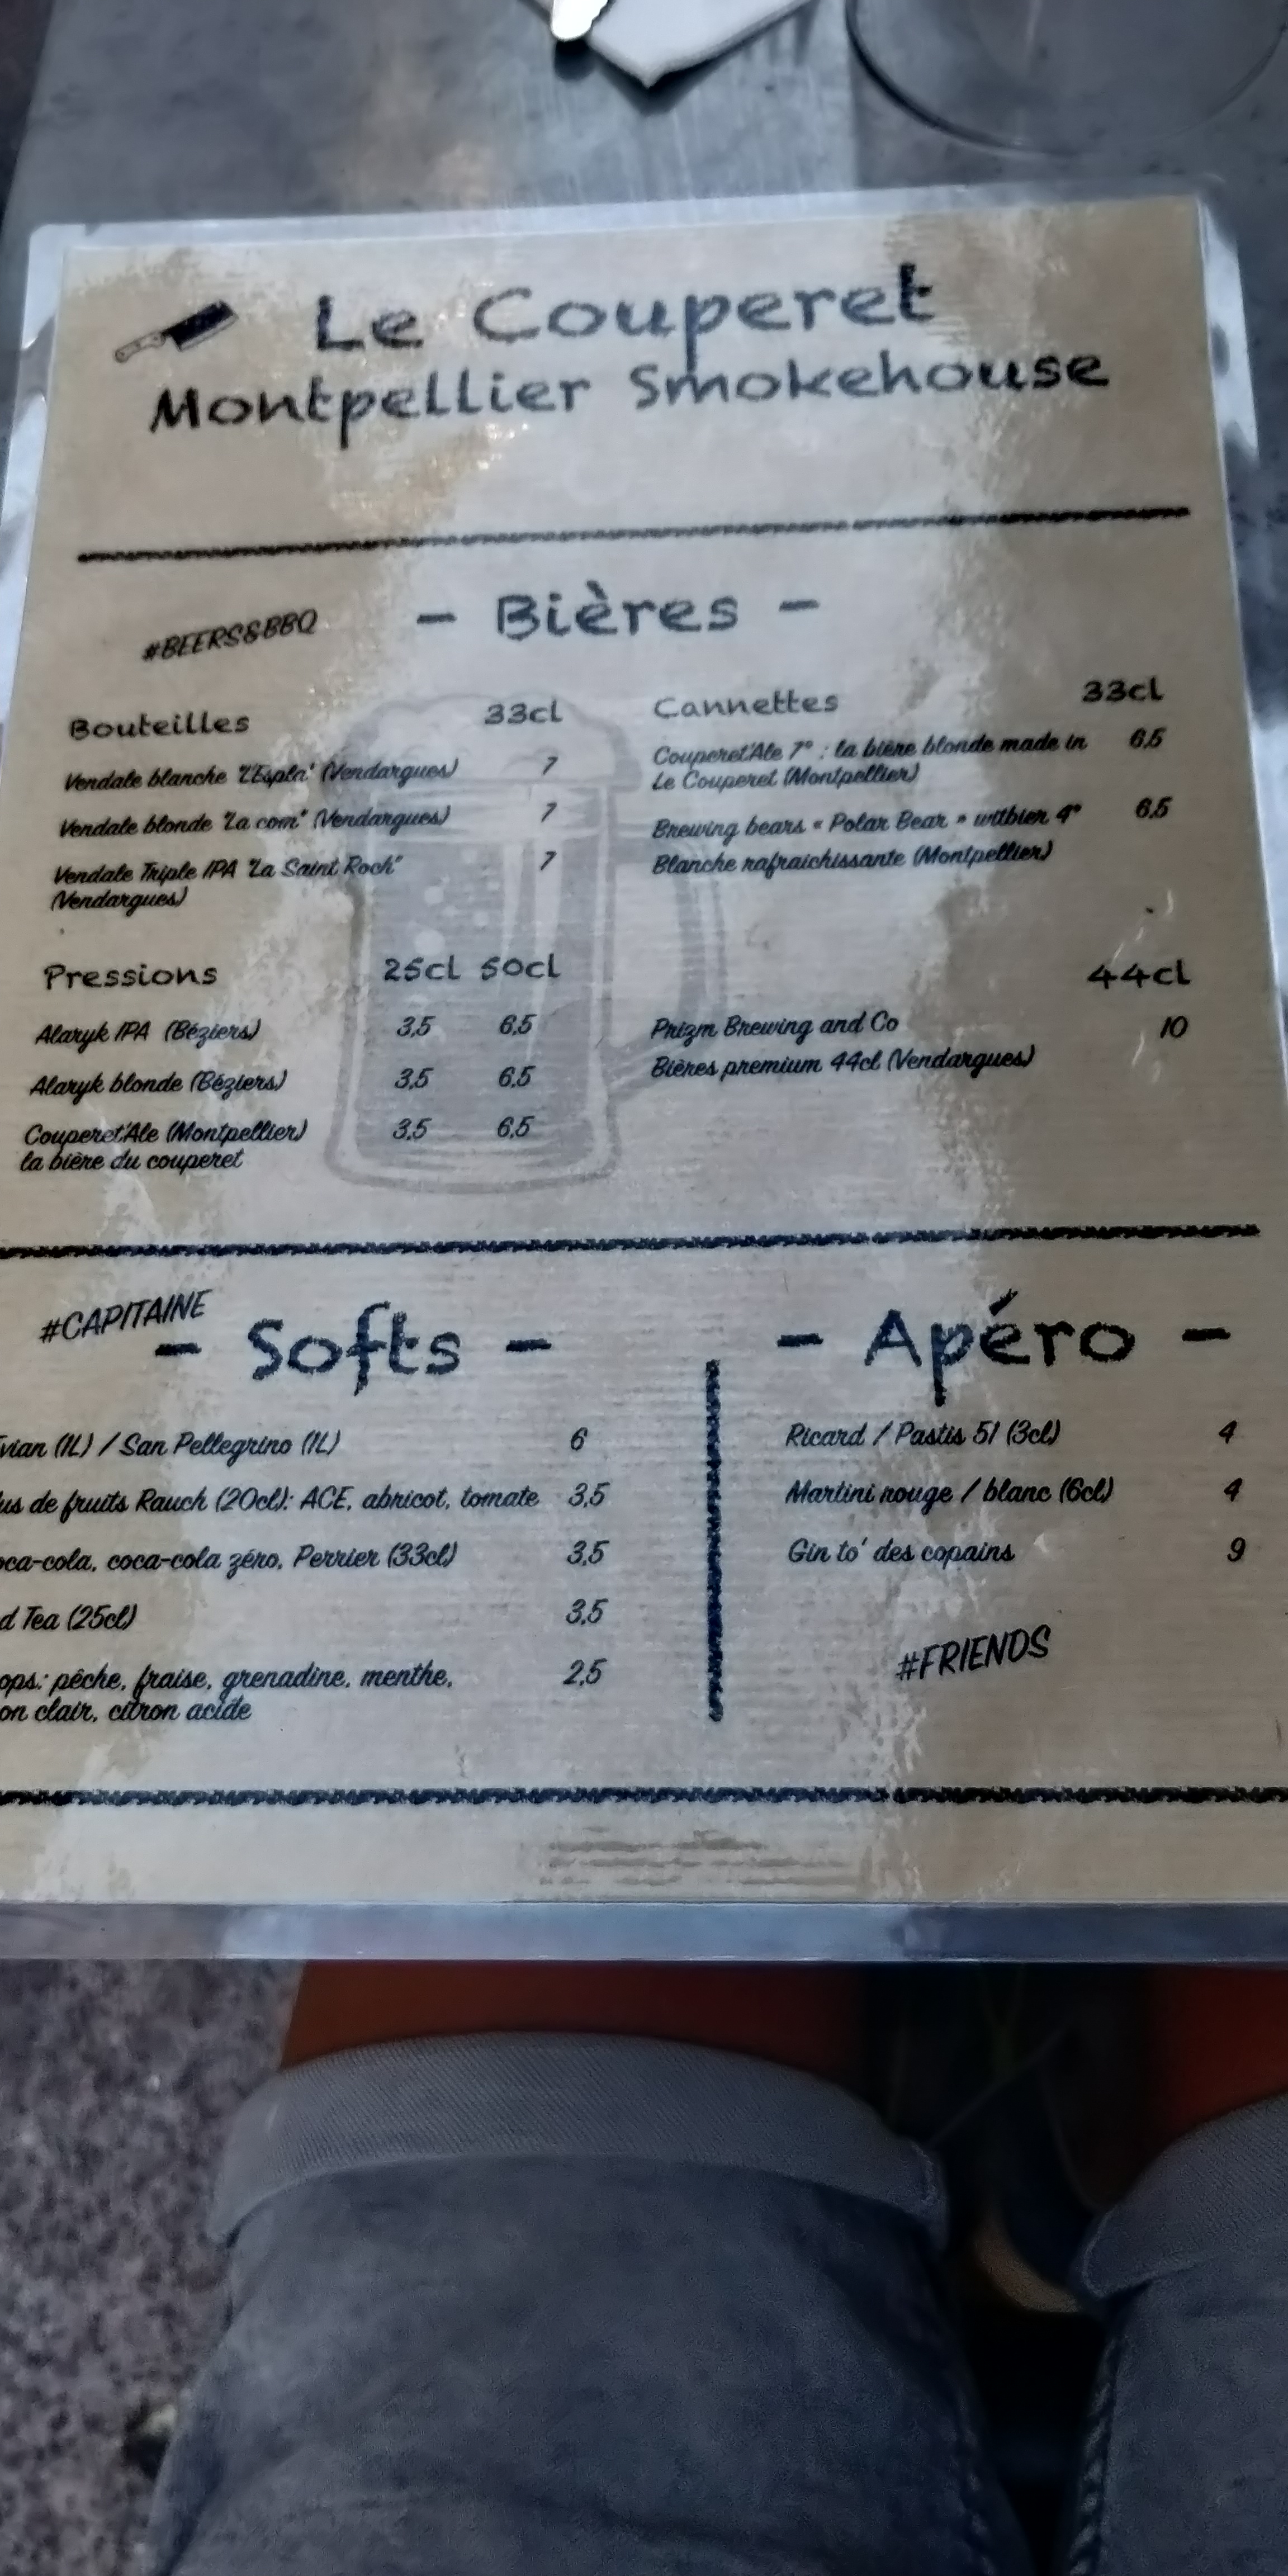 Le Couperet
Montpellier Smokehouse
#BEERS&BBQ
- Bières -
Bouteilles 33cl
Vendale blanche "L'Espla" (Vendargues) 7
Vendale blonde "La com" (Vendargues) 7
Vendale Triple IPA "La Saint Roch" 7
(Vendargues)
Pressions 25cl 50cl
Alaryk IPA (Béziers) 3,5 6,5
Alaryk blonde (Béziers) 3,5 6,5
Couperet'Ale (Montpellier) 3,5 6,5
la bière du couperet
Cannettes 33cl
Couperet'Ale 7° : la bière blonde made in 6,5
Le Couperet (Montpellier)
Brewing bears « Polar Bear » witbier 4° 6,5
Blanche rafraichissante (Montpellier)
44cl
Prizm Brewing and Co 10
Bières premium 44cl (Vendargues)
#CAPITAINE
- Softs -
vian (1L) / San Pellegrino (1L) 6
us de fruits Rauch (20cl): ACE, abricot, tomate 3,5
oca-cola, coca-cola zéro, Perrier (33cl) 3,5
d Tea (25cl) 3,5
ops: pêche, fraise, grenadine, menthe, 2,5
on clair, citron acide
- Apéro -
Ricard / Pastis 51 (3cl) 4
Martini rouge / blanc (6cl) 4
Gin to' des copains 9
#FRIENDS